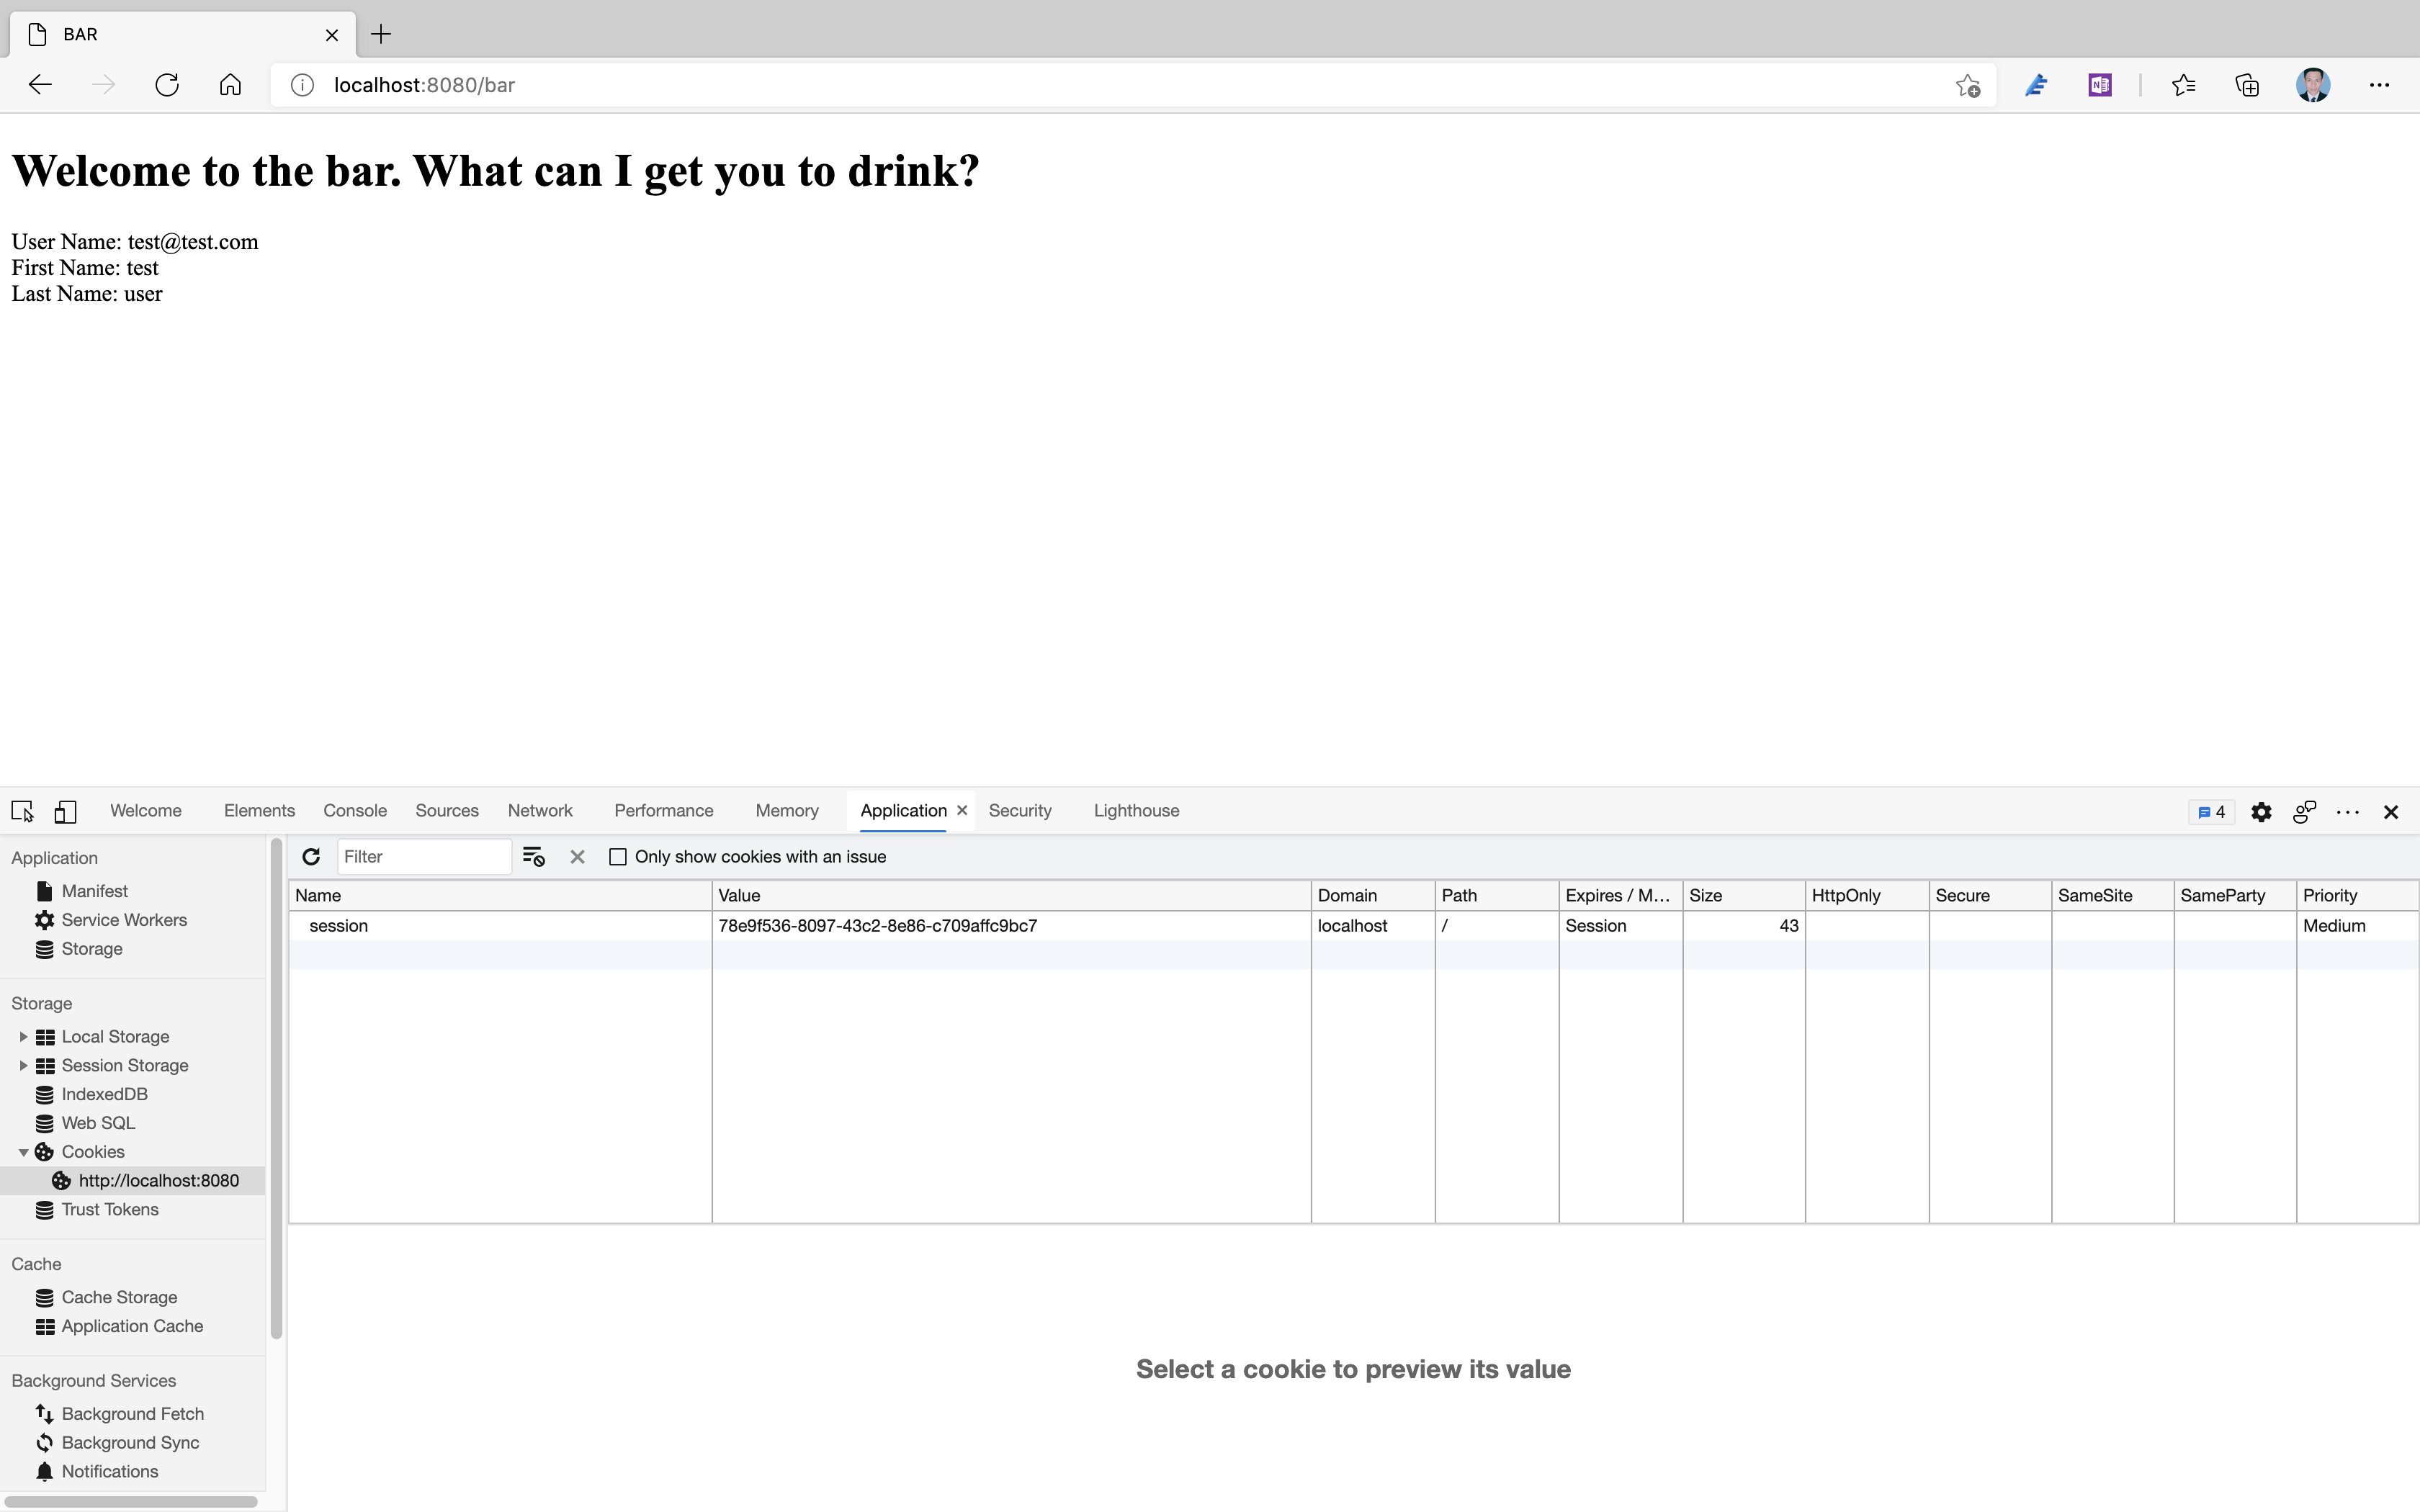 BAR
localhost:8080/bar
Welcome to the bar. What can I get you to drink?
User Name: test@test.com
First Name: test
Last Name: user
Welcome Elements Console Sources Network Performance Memory Application Security Lighthouse 4
Application
Manifest
Service Workers
Storage
Storage
Local Storage
Session Storage
IndexedDB
Web SQL
Cookies
http://localhost:8080
Trust Tokens
Cache
Cache Storage
Application Cache
Background Services
Background Fetch
Background Sync
Notifications
Filter Only show cookies with an issue
Name Value Domain Path Expires / M... Size HttpOnly Secure SameSite SameParty Priority
session 78e9f536-8097-43c2-8e86-c709affc9bc7 localhost / Session 43 Medium
Select a cookie to preview its value